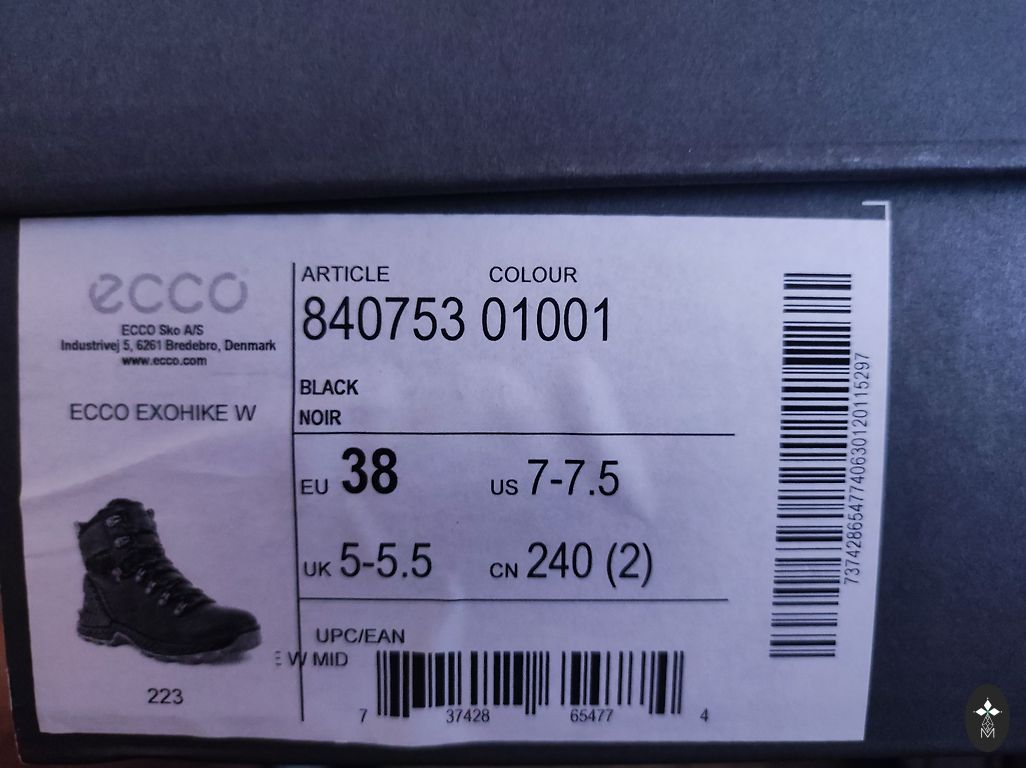 ecco
ECCO Sko A/S
Industrivej 5, 6261 Bredebro, Denmark
www.ecco.com
ECCO EXOHIKE W
223
ARTICLE COLOUR
840753 01001
BLACK
NOIR
EU 38 US 7-7.5
UK 5-5.5 CN 240 (2)
UPC/EAN
W MID
7 37428 65477 4
737428654774063012011529​7
M